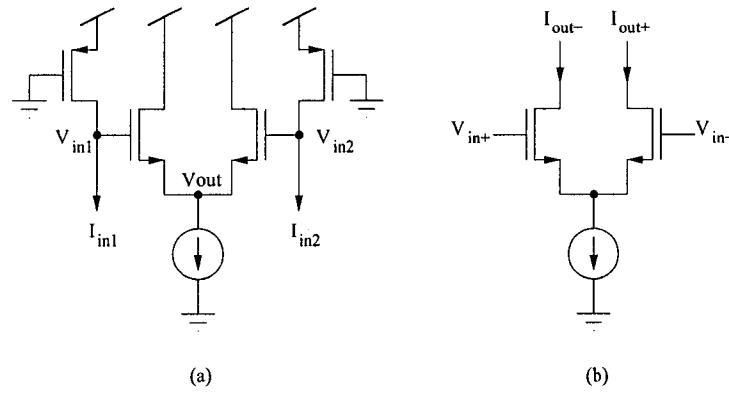 I_out− I_out+
V_in1 V_in2 V_in+ V_in−
Vout
I_in1 I_in2
(a) (b)